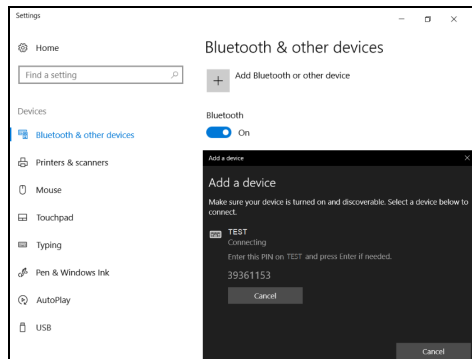 Settings
Home
Find a setting
Devices
Bluetooth & other devices
Printers & scanners
Mouse
Touchpad
Typing
Pen & Windows Ink
AutoPlay
USB
Bluetooth & other devices
Add Bluetooth or other device
Bluetooth
On
Add a device
Add a device
Make sure your device is turned on and discoverable. Select a device below to
connect.
TEST
Connecting
Enter this PIN on TEST and press Enter if needed.
39361153
Cancel
Cancel